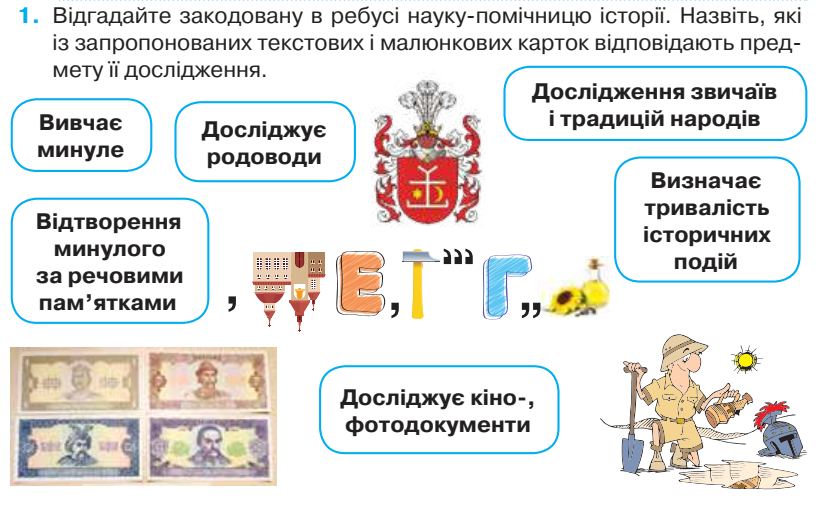 1. Відгадайте закодовану в ребусі науку-помічницю історії. Назвіть, які
із запропонованих текстових і малюнкових карток відповідають пред-
мету її дослідження.
Вивчає
минуле
Досліджує
родоводи
Дослідження звичаїв
і традицій народів
Визначає
тривалість
історичних
подій
Відтворення
минулого
за речовими
пам’ятками
, Е, ’’’ Г,,
Досліджує кіно-,
фотодокументи